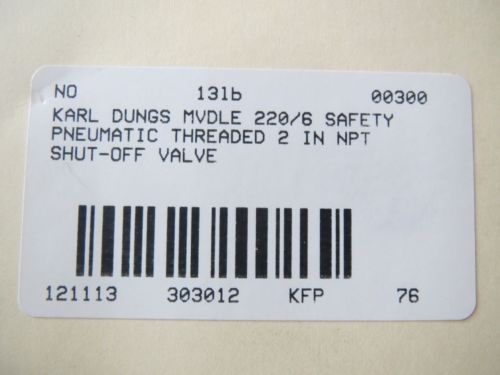 NO 13lb 00300
KARL DUNGS MVDLE 220/6 SAFETY
PNEUMATIC THREADED 2 IN NPT
SHUT-OFF VALVE
121113 303012 KFP 76